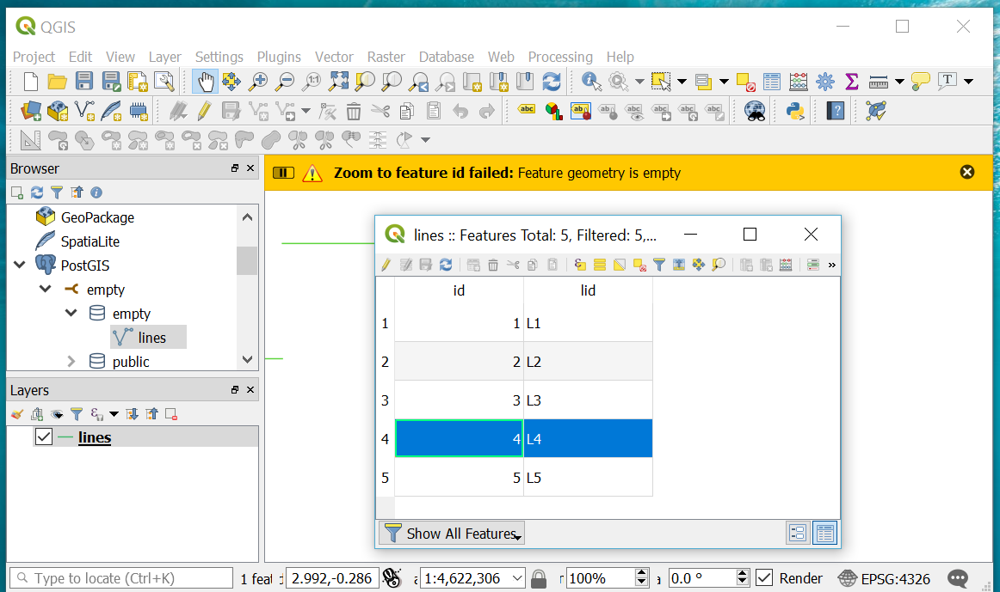 QGIS
Project Edit View Layer Settings Plugins Vector Raster Database Web Processing Help
Browser
Zoom to feature id failed: Feature geometry is empty
GeoPackage
SpatiaLite
PostGIS
empty
empty
lines
public
Layers
lines
lines :: Features Total: 5, Filtered: 5,...
id lid
1 1 L1
2 2 L2
3 3 L3
4 4 L4
5 5 L5
Show All Features
Type to locate (Ctrl+K) 1 feat 2.992,-0.286 1:4,622,306 100% a 0.0 ° Render EPSG:4326